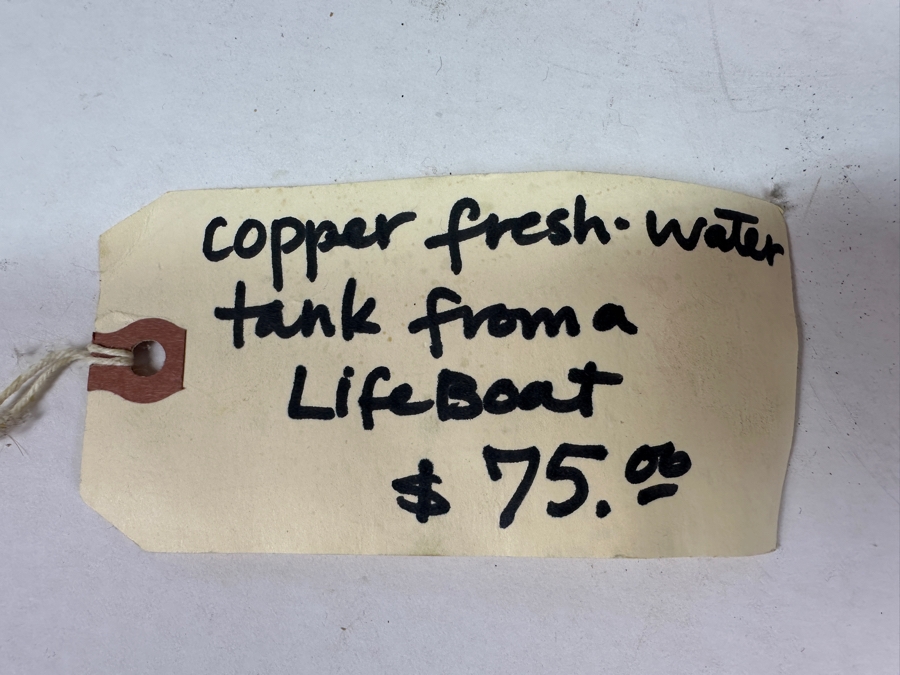 copper fresh-water
tank from a
LifeBoat
$ 75.00